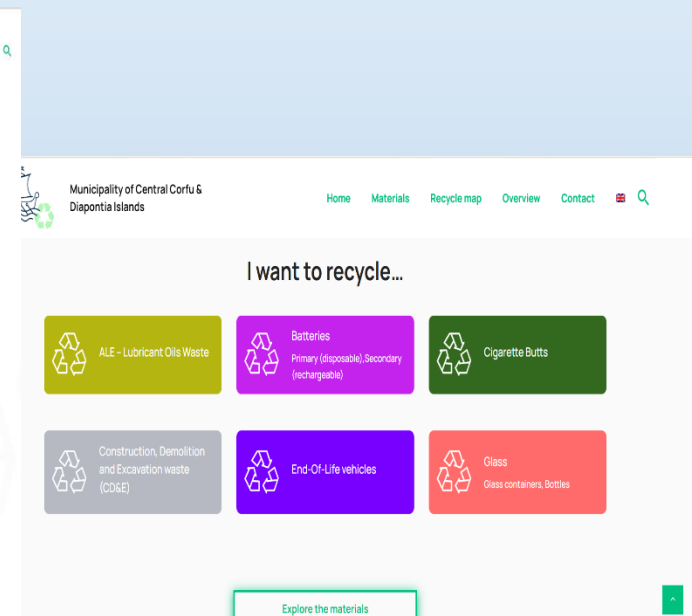 Municipality of Central Corfu &
Diapontia Islands
Home Materials Recycle map Overview Contact
I want to recycle...
ALE - Lubricant Oils Waste
Batteries
Primary (disposable),Secondary
(rechargeable)
Cigarette Butts
Construction, Demolition
and Excavation waste
(CD&E)
End-Of-Life vehicles
Glass
Glass containers, Bottles
Explore the materials